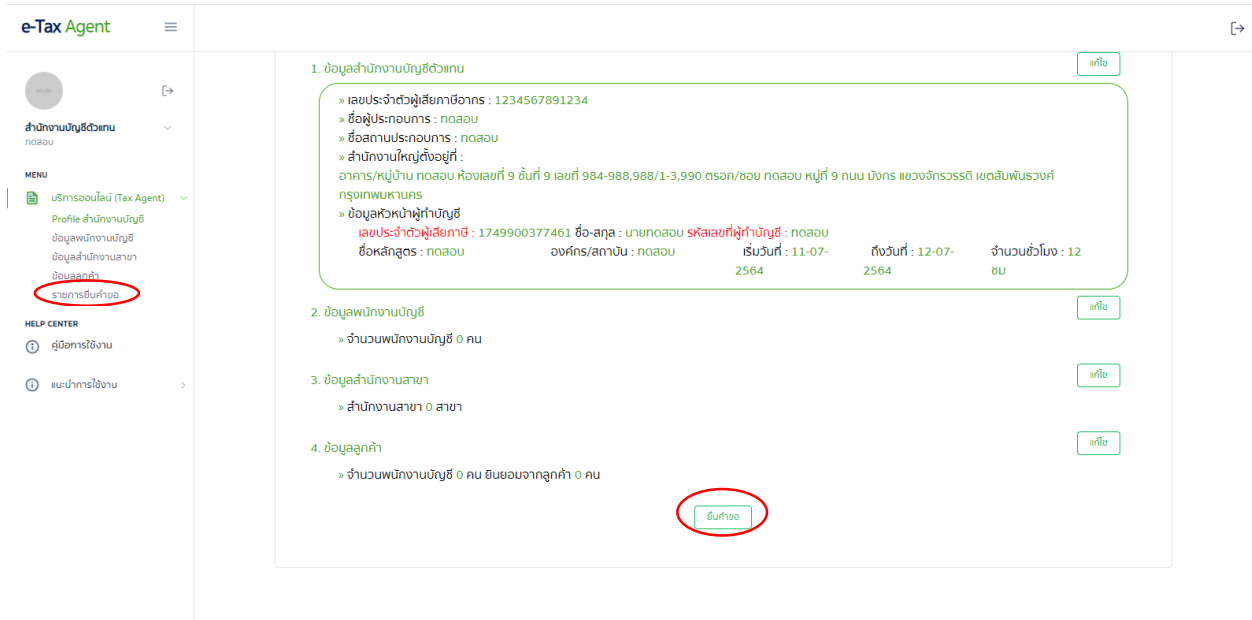 e-Tax Agent
สำนักงานบัญชีตัวแทน
ทดสอบ
MENU
บริการออนไลน์ (Tax Agent)
Profile สำนักงานบัญชี
ข้อมูลพนักงานบัญชี
ข้อมูลสำนักงานสาขา
ข้อมูลลูกค้า
รายการยื่นคำขอ
HELP CENTER
คู่มือการใช้งาน
แนะนำการใช้งาน
1. ข้อมูลสำนักงานบัญชีตัวแทน
แก้ไข
» เลขประจำตัวผู้เสียภาษีอากร : 1234567891234
» ชื่อผู้ประกอบการ : ทดสอบ
» ชื่อสถานประกอบการ : ทดสอบ
» สำนักงานใหญ่ตั้งอยู่ที่ :
อาคาร/หมู่บ้าน ทดสอบ ห้องเลขที่ 9 ชั้นที่ 9 เลขที่ 984-988,988/1-3,990 ตรอก/ซอย ทดสอบ หมู่ที่ 9 ถนน มังกร แขวงจักรวรรดิ เขตสัมพันธวงศ์
กรุงเทพมหานคร
» ข้อมูลหัวหน้าผู้ทำบัญชี
เลขประจำตัวผู้เสียภาษี : 1749900377461 ชื่อ-สกุล : นายทดสอบ รหัสเลขที่ผู้ทำบัญชี : ทดสอบ
ชื่อหลักสูตร : ทดสอบ องค์กร/สถาบัน : ทดสอบ เริ่มวันที่ : 11-07- ถึงวันที่ : 12-07- จำนวนชั่วโมง : 12
2564 2564 ชม
2. ข้อมูลพนักงานบัญชี
แก้ไข
» จำนวนพนักงานบัญชี 0 คน
3. ข้อมูลสำนักงานสาขา
แก้ไข
» สำนักงานสาขา 0 สาขา
4. ข้อมูลลูกค้า
แก้ไข
» จำนวนพนักงานบัญชี 0 คน ยินยอมจากลูกค้า 0 คน
ยื่นคำขอ